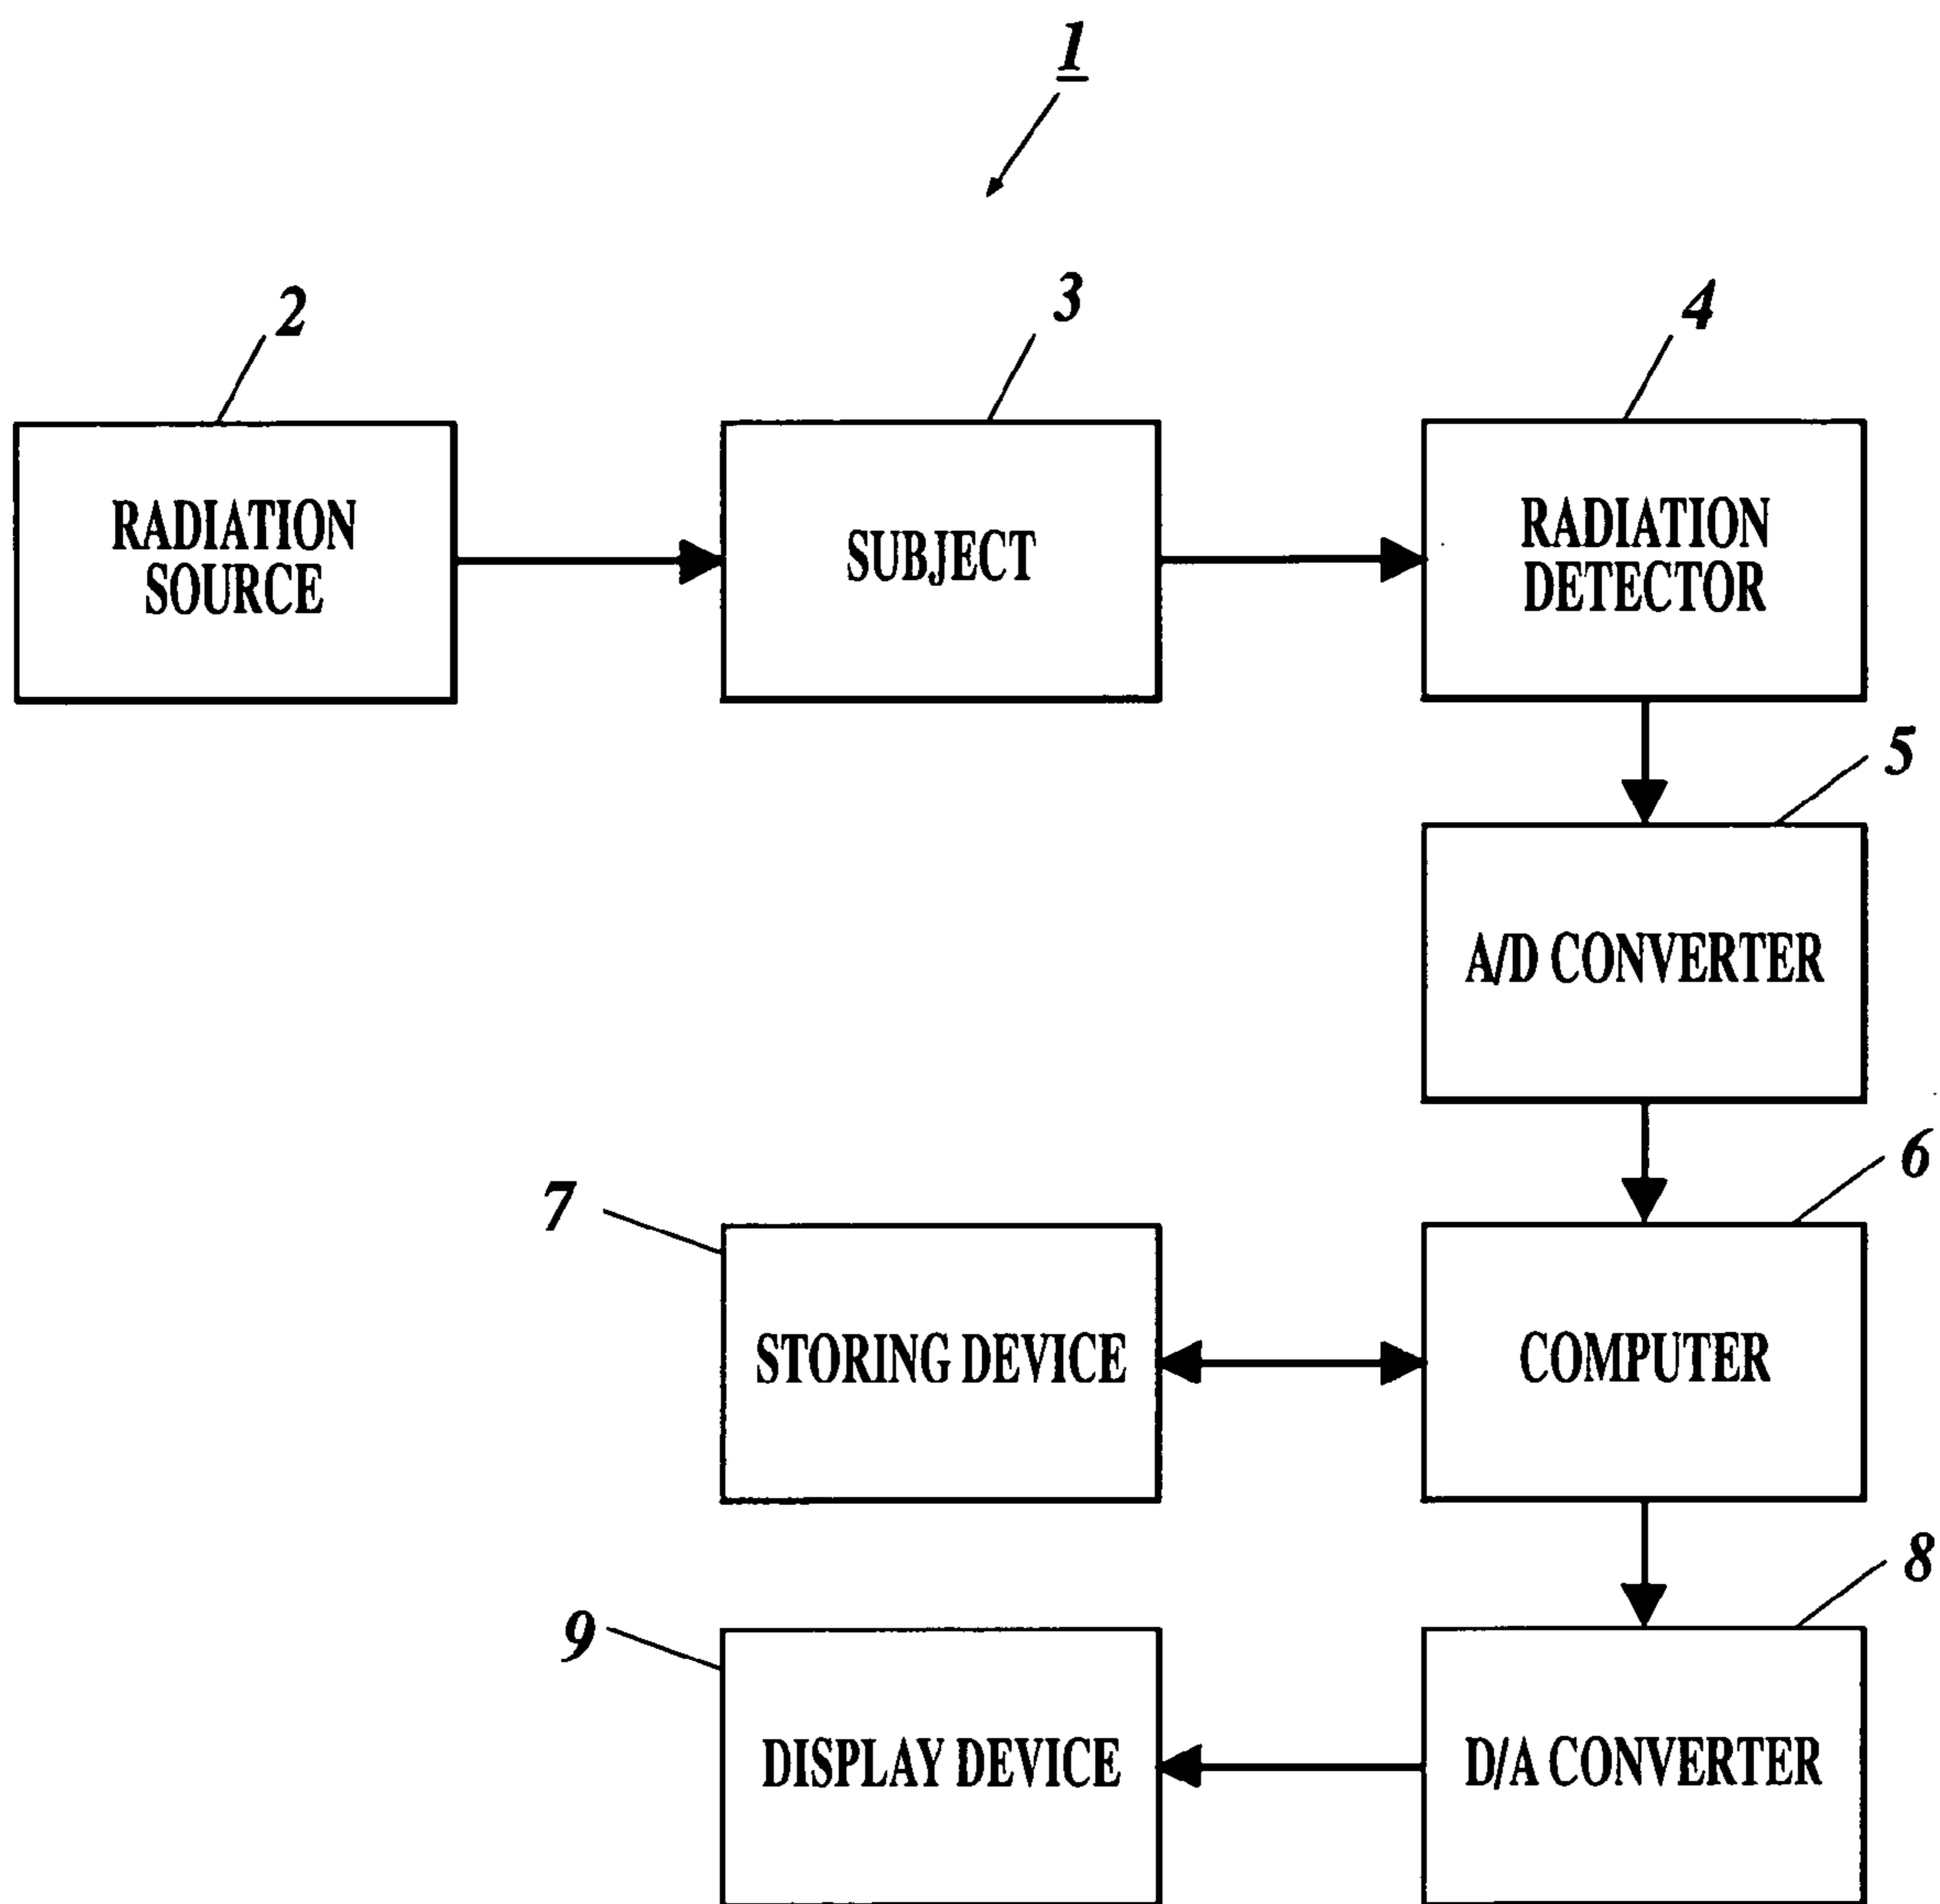 1
2
3
4
RADIATION
SOURCE
SUBJECT
RADIATION
DETECTOR
5
A/D CONVERTER
6
7
STORING DEVICE
COMPUTER
8
9
DISPLAY DEVICE
D/A CONVERTER